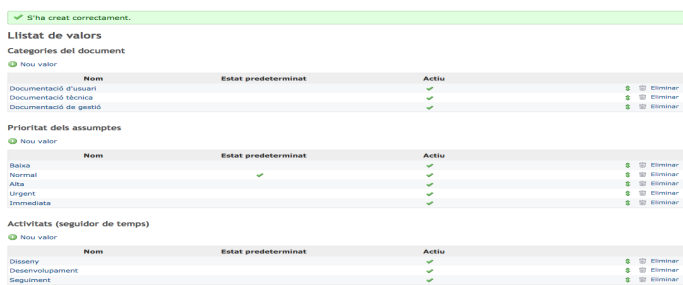 S'ha creat correctament.
Llistat de valors
Categories del document
Nou valor
Nom Estat predeterminat Actiu
Documentació d'usuari Eliminar
Documentació tècnica Eliminar
Documentació de gestió Eliminar
Prioritat dels assumptes
Nou valor
Nom Estat predeterminat Actiu
Baixa Eliminar
Normal Eliminar
Alta Eliminar
Urgent Eliminar
Immediata Eliminar
Activitats (seguidor de temps)
Nou valor
Nom Estat predeterminat Actiu
Disseny Eliminar
Desenvolupament Eliminar
Seguiment Eliminar